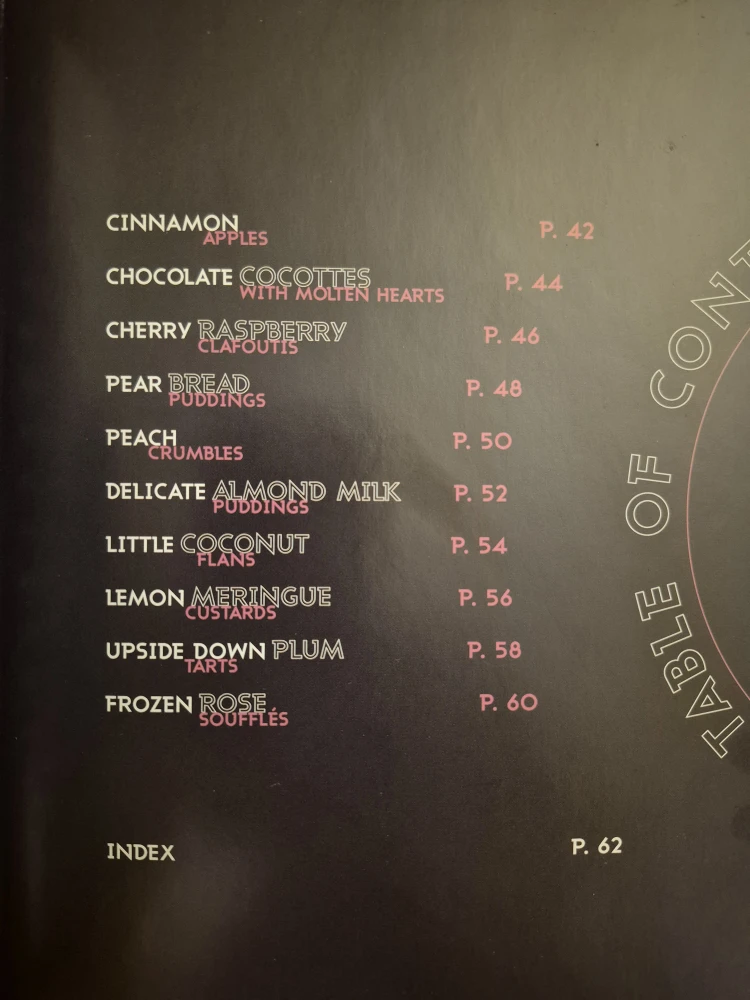 CINNAMON P. 42
APPLES
CHOCOLATE COCOTTES P. 44
WITH MOLTEN HEARTS
CHERRY RASPBERRY P. 46
CLAFOUTIS
PEAR BREAD P. 48
PUDDINGS
PEACH P. 50
CRUMBLES
DELICATE ALMOND MILK P. 52
PUDDINGS
LITTLE COCONUT P. 54
FLANS
LEMON MERINGUE P. 56
CUSTARDS
UPSIDE DOWN PLUM P. 58
TARTS
FROZEN ROSE P. 60
SOUFFLÉS
INDEX P. 62
TABLE OF CONT